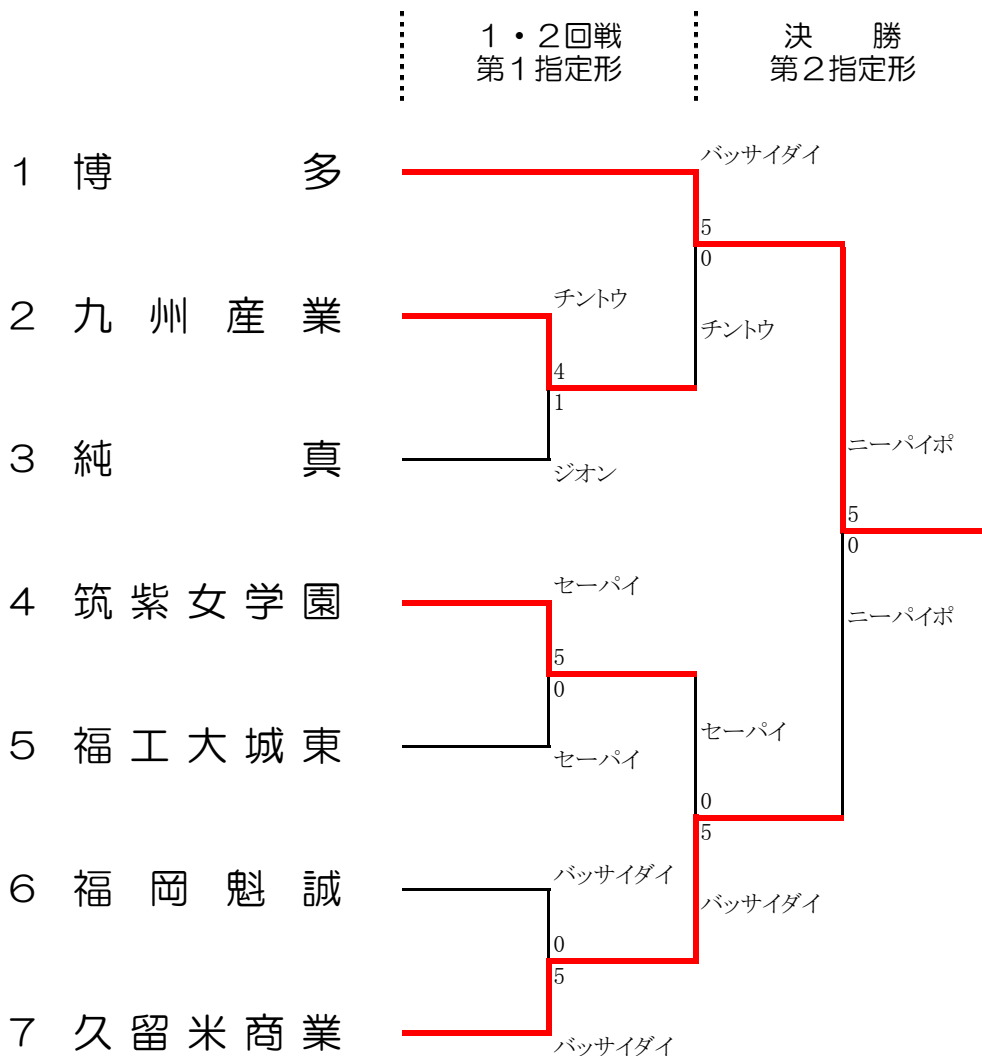 1・2回戦
第1指定形
決 勝
第2指定形
バッサイダイ
1 博 多
5
0
チントウ
2 九州産業
チントウ
4
1
ニーパイポ
3 純 真
ジオン
5
0
セーパイ
4 筑紫女学園
ニーパイポ
5
0
セーパイ
5 福工大城東
セーパイ
0
5
バッサイダイ
6 福岡魁誠
バッサイダイ
0
5
7 久留米商業
バッサイダイ